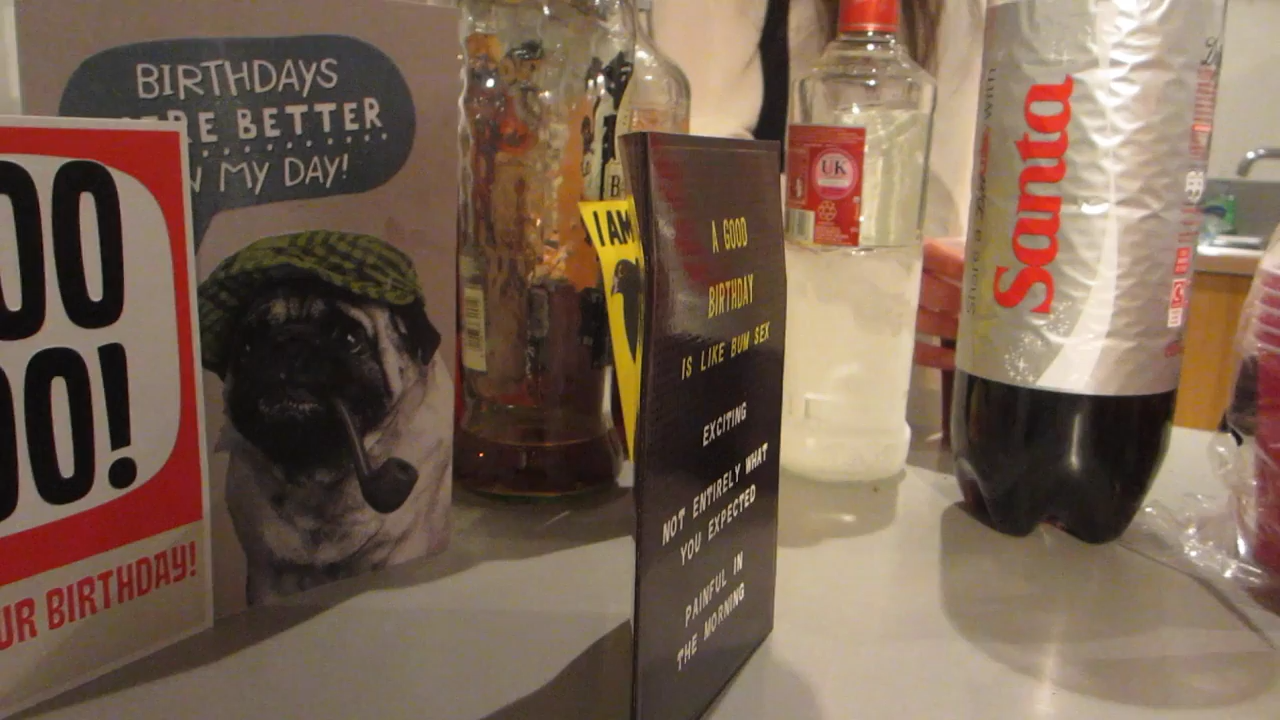 BIRTHDAYS
BETTER
MY DAY!
OO
OO!
UR BIRTHDAY!
I AM
A GOOD
BIRTHDAY
IS LIKE BUM SEX
EXCITING
NOT ENTIRELY WHAT
YOU EXPECTED
PAINFUL IN
THE MORNING
UK
Share a with
Santa